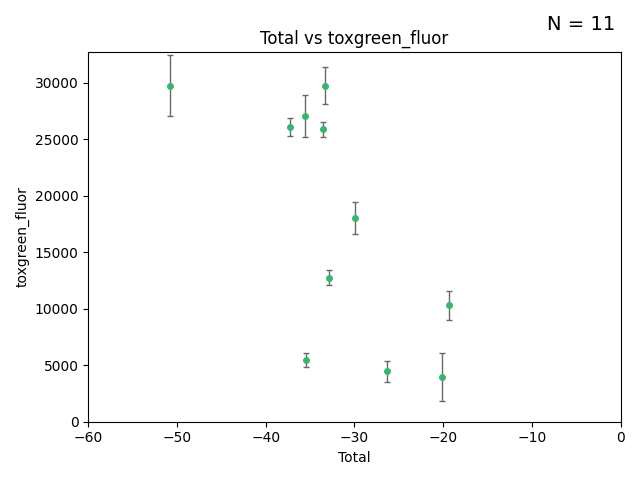 N = 11
Total vs toxgreen_fluor
30000
25000
20000
15000
10000
5000
0
toxgreen_fluor
−60 −50 −40 −30 −20 −10 0
Total